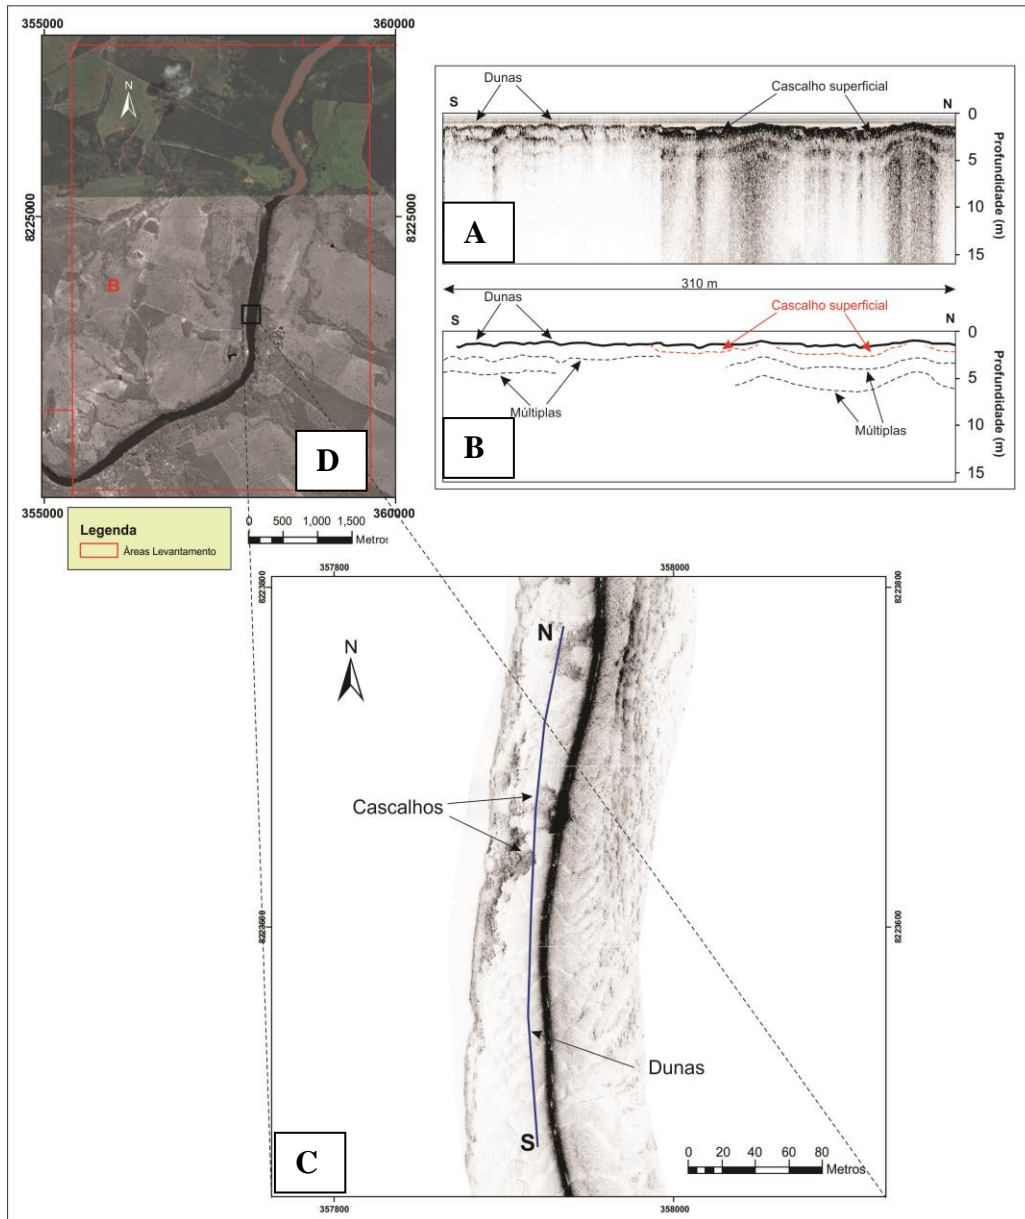 355000
360000
N
8225000
8225000
B
D
355000
360000
Legenda
Áreas Levantamento
0 500 1,000 1,500
Metros
Dunas
S
Cascalho superficial
N
0
5
10
15
Profundidade (m)
A
310 m
Dunas
S
Cascalho superficial
N
0
5
10
15
Profundidade (m)
Múltiplas
Múltiplas
B
357800
358000
8223800
8223800
N
N
Cascalhos
8223600
8223600
Dunas
S
C
0 20 40 60 80
Metros
357800
358000